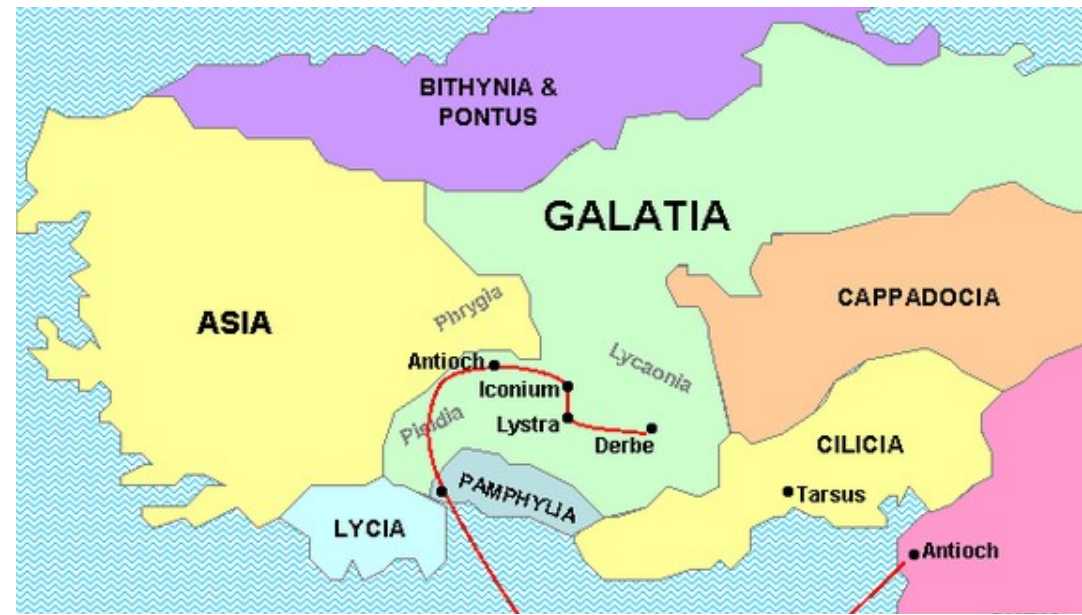 BITHYNIA &
PONTUS
GALATIA
CAPPADOCIA
ASIA
Phrygia
Lycaonia
Antioch
Iconium
Pisidia
Lystra
Derbe
CILICIA
PAMPHYLIA
Tarsus
LYCIA
Antioch